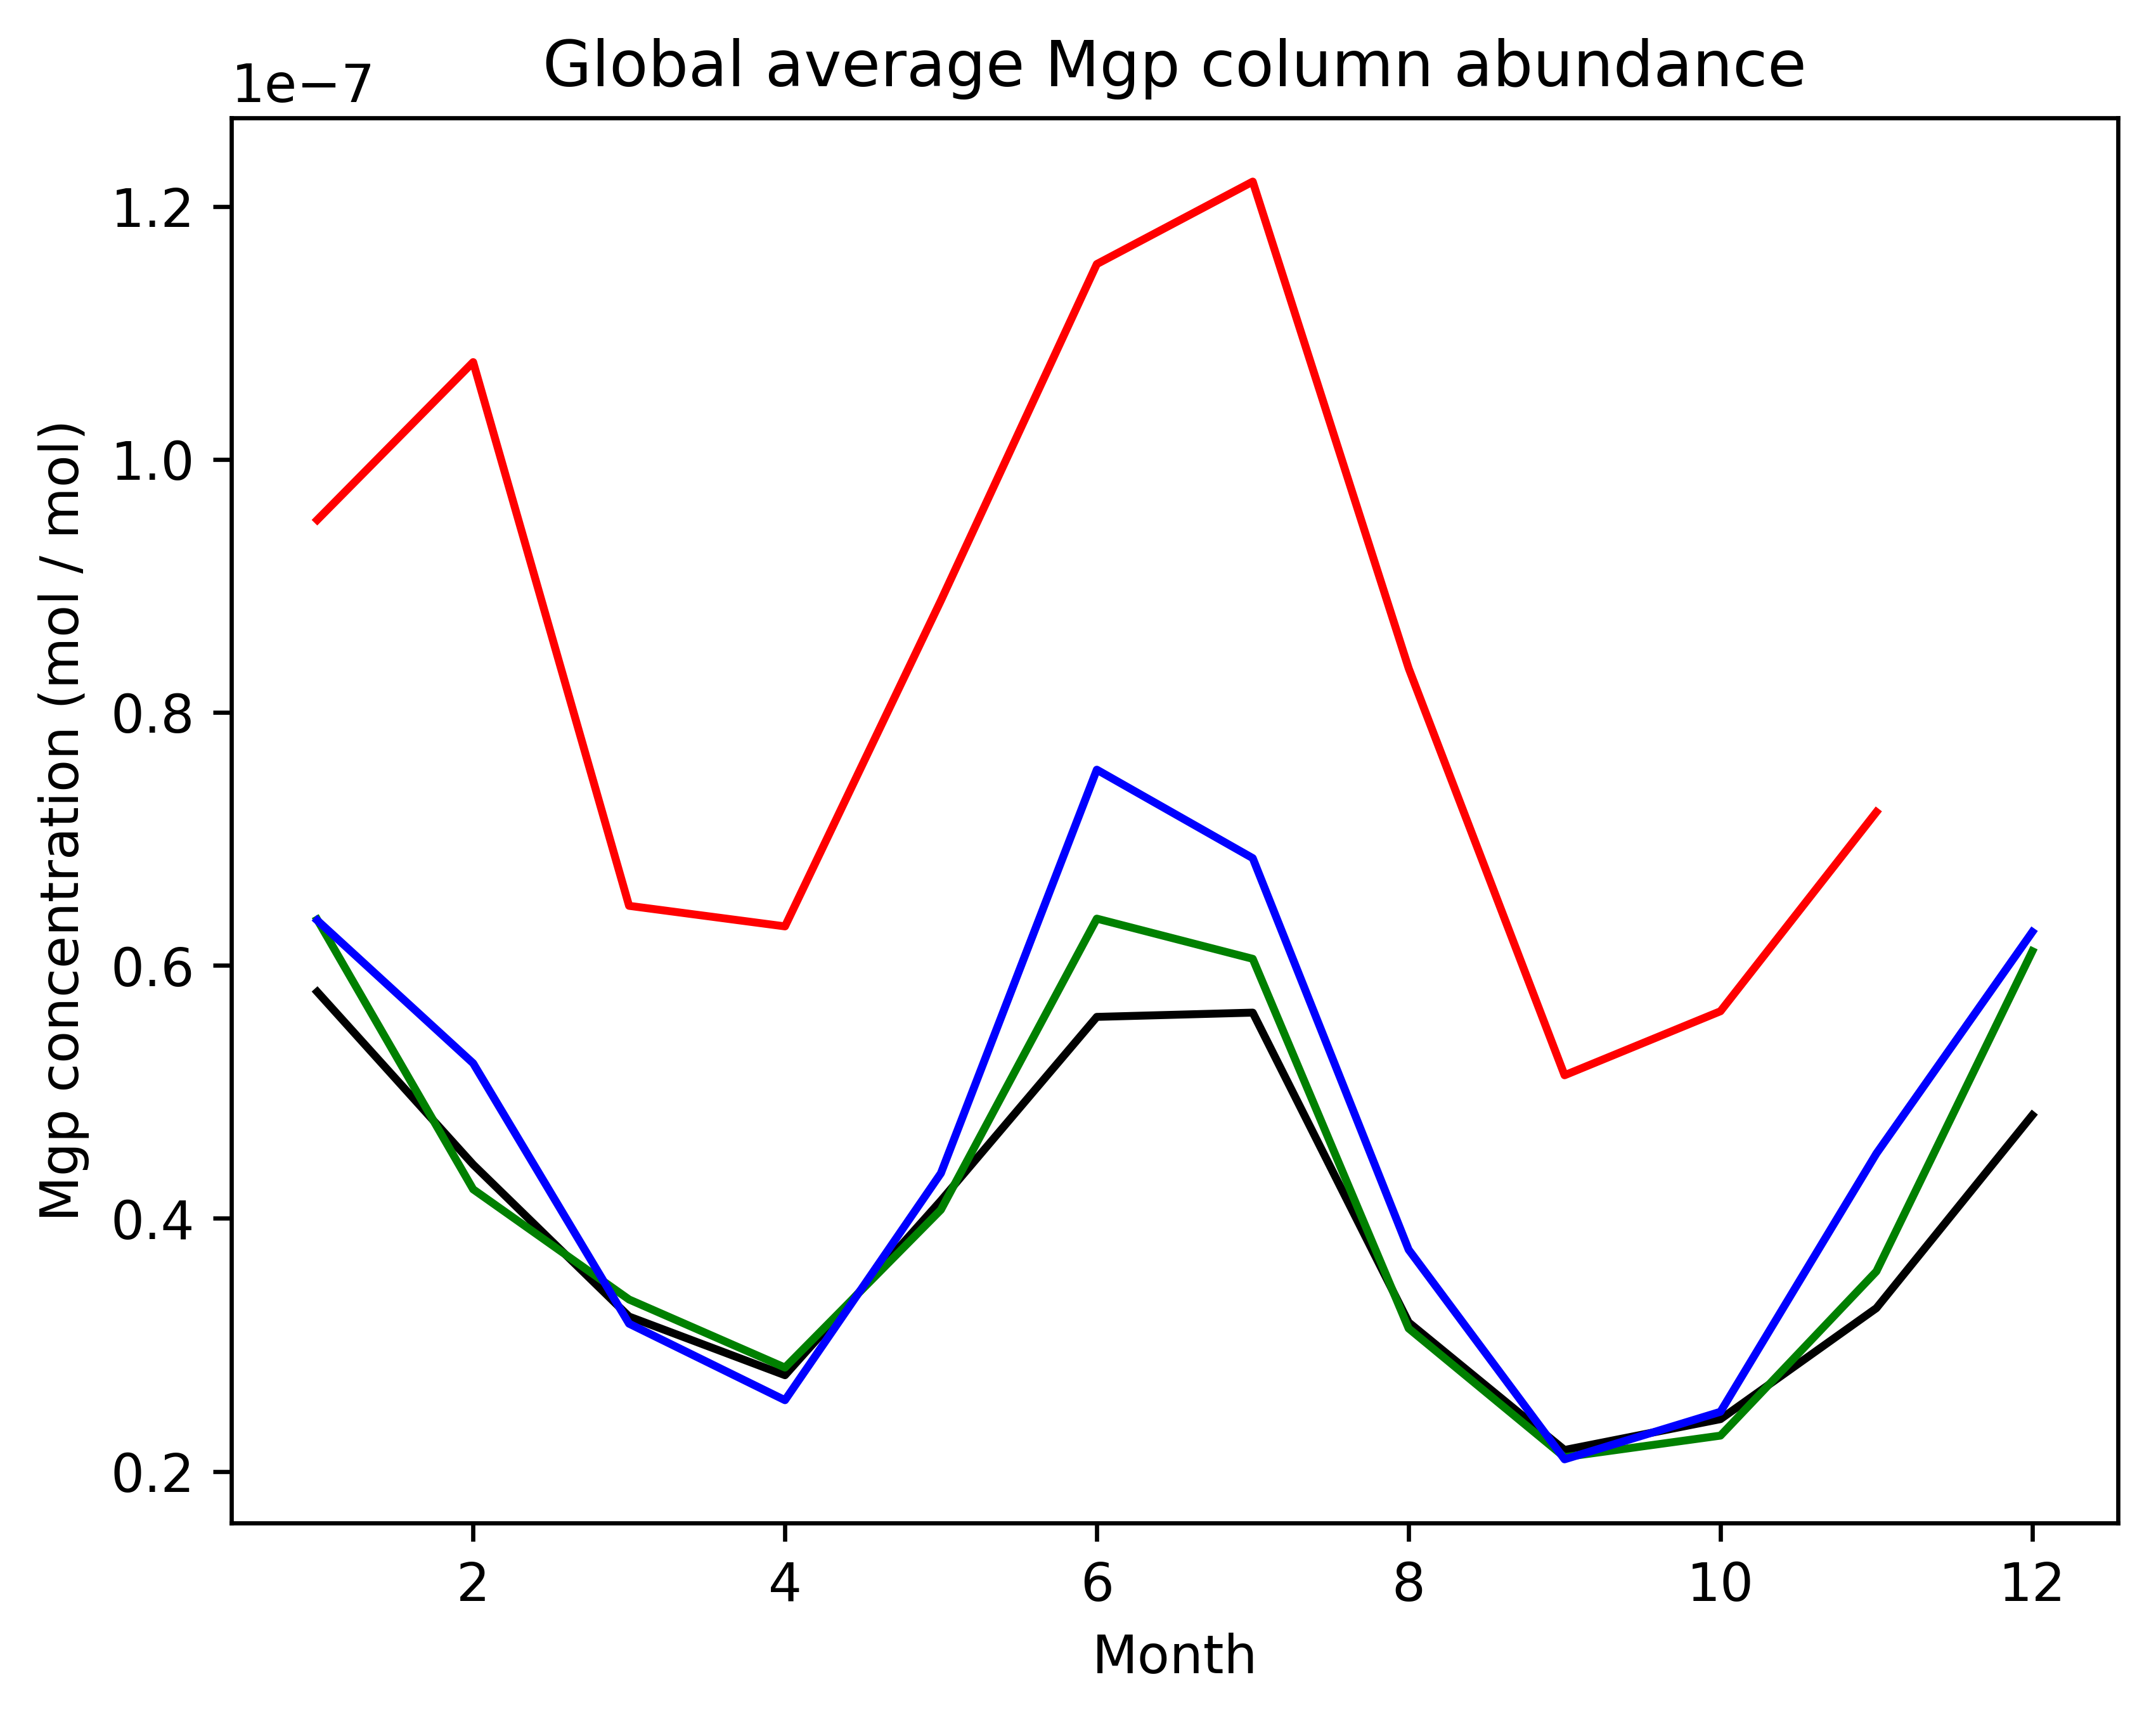 Global average Mgp column abundance
1e−7
1.2
1.0
0.8
0.6
0.4
0.2
Mgp concentration (mol / mol)
2 4 6 8 10 12
Month